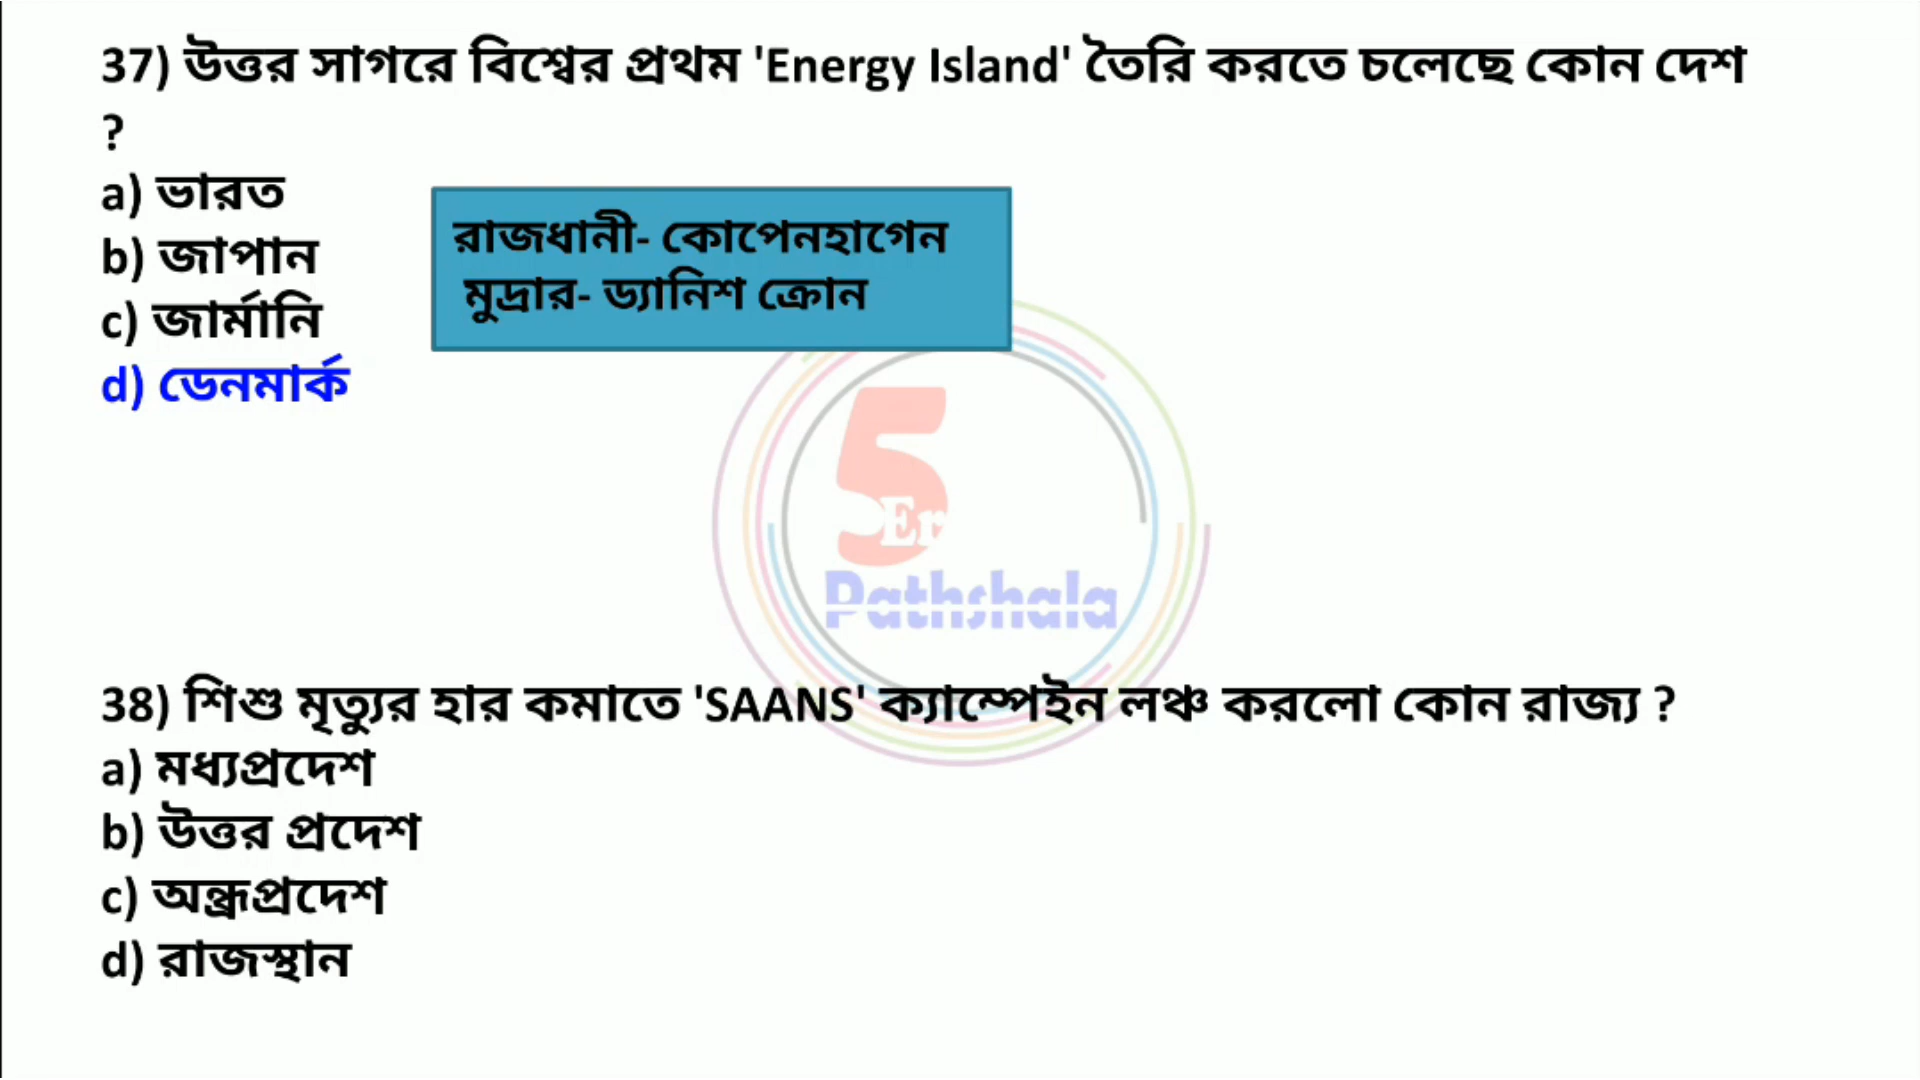 37) উত্তর সাগরে বিশ্বের প্রথম 'Energy Island' তৈরি করতে চলেছে কোন দেশ
?
a) ভারত
b) জাপান
c) জার্মানি
d) ডেনমার্ক
রাজধানী- কোপেনহাগেন
মুদ্রার- ড্যানিশ ক্রোন
5
Pathshala
38) শিশু মৃত্যুর হার কমাতে 'SAANS' ক্যাম্পেইন লঞ্চ করলো কোন রাজ্য ?
a) মধ্যপ্রদেশ
b) উত্তর প্রদেশ
c) অন্ধ্রপ্রদেশ
d) রাজস্থান